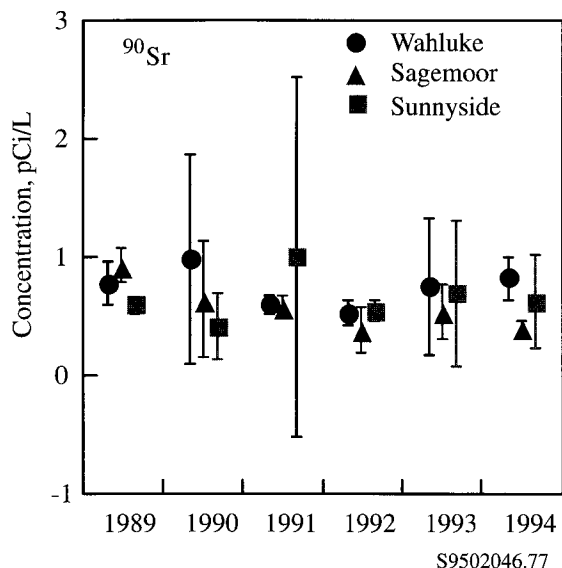 3
⁹⁰Sr
Wahluke
Sagemoor
Sunnyside
2
Concentration, pCi/L
1
0
-1
1989 1990 1991 1992 1993 1994
S9502046.77